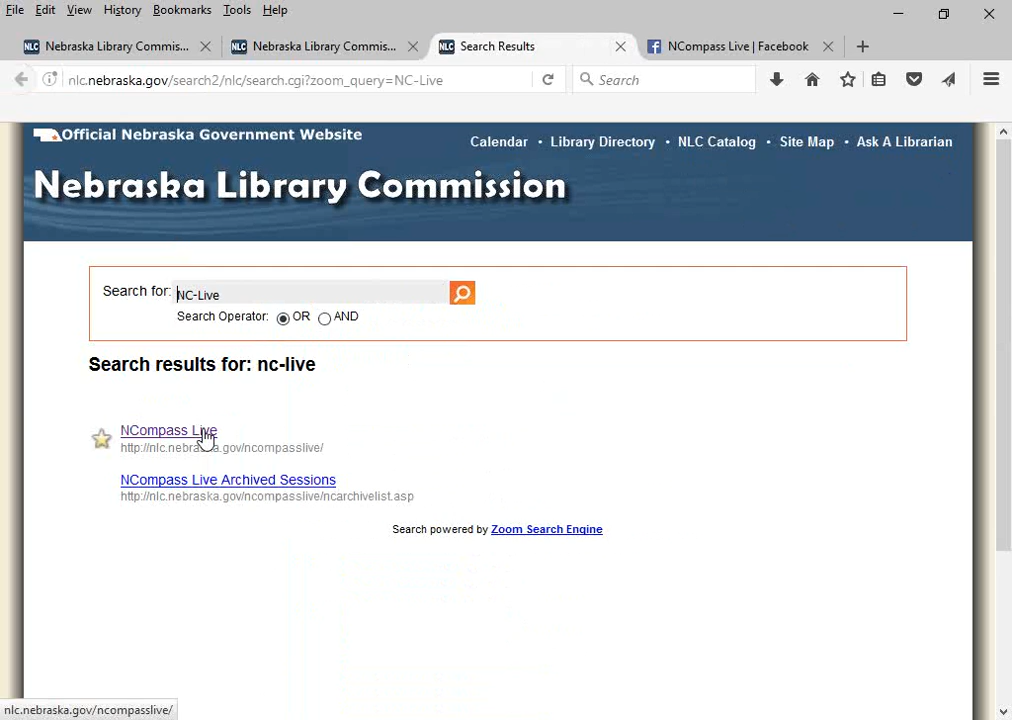 File Edit View History Bookmarks Tools Help
NLC Nebraska Library Commis... NLC Nebraska Library Commis... NLC Search Results NCompass Live | Facebook
nlc.nebraska.gov/search2/nlc/search.cgi?zoom_query=NC-Live Search
Official Nebraska Government Website
Calendar • Library Directory • NLC Catalog • Site Map • Ask A Librarian
Nebraska Library Commission
Search for: NC-Live
Search Operator: OR AND
Search results for: nc-live
NCompass Live
http://nlc.nebraska.gov/ncompasslive/
NCompass Live Archived Sessions
http://nlc.nebraska.gov/ncompasslive/ncarchivelist.asp
Search powered by Zoom Search Engine
nlc.nebraska.gov/ncompasslive/